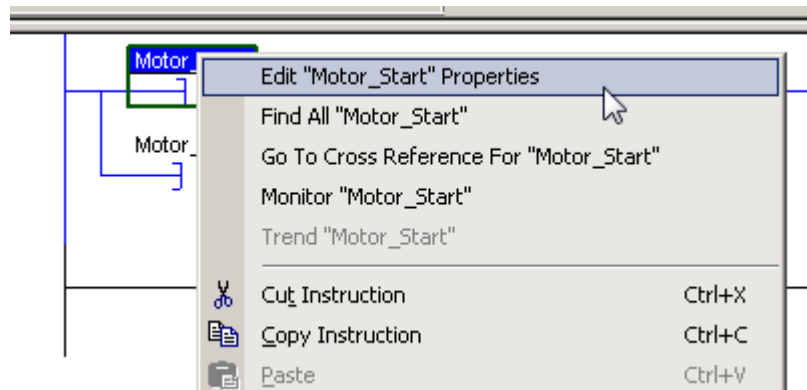 Motor_
Edit "Motor_Start" Properties
Find All "Motor_Start"
Motor_
Go To Cross Reference For "Motor_Start"
Monitor "Motor_Start"
Trend "Motor_Start"
Cut Instruction Ctrl+X
Copy Instruction Ctrl+C
Paste Ctrl+V